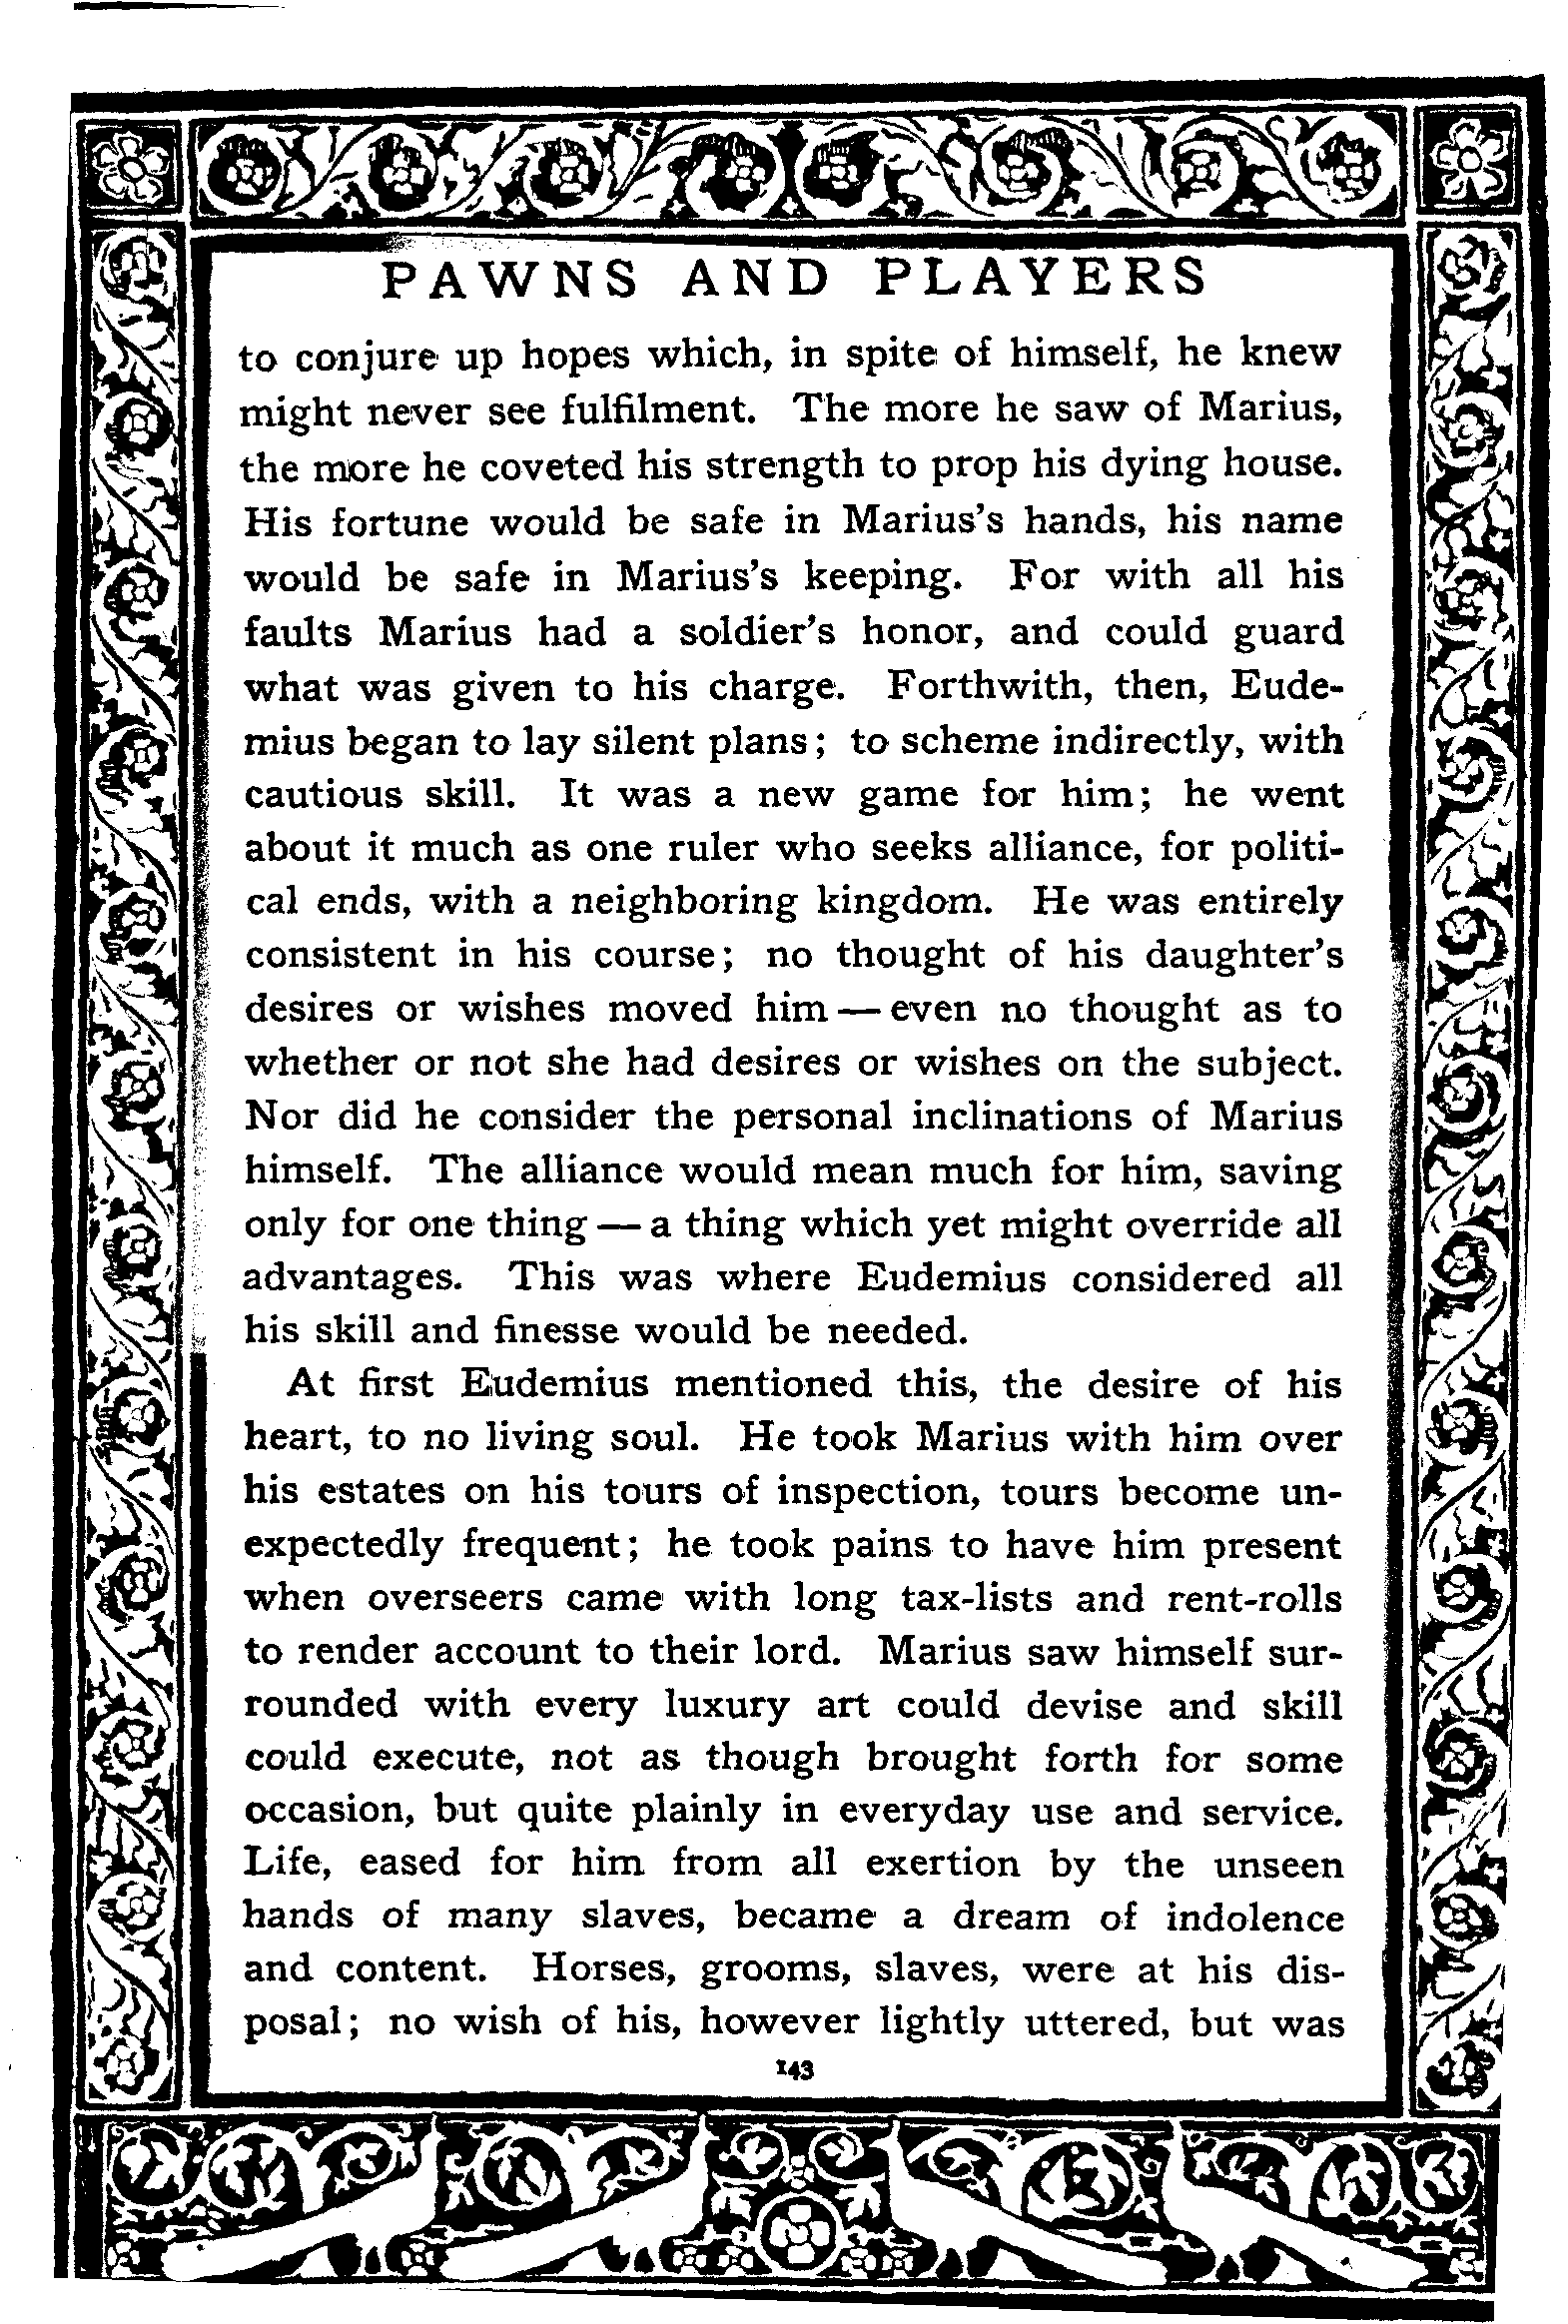 PAWNS AND PLAYERS
to conjure up hopes which, in spite of himself, he knew
might never see fulfilment. The more he saw of Marius,
the more he coveted his strength to prop his dying house.
His fortune would be safe in Marius's hands, his name
would be safe in Marius's keeping. For with all his
faults Marius had a soldier's honor, and could guard
what was given to his charge. Forthwith, then, Eude-
mius began to lay silent plans; to scheme indirectly, with
cautious skill. It was a new game for him; he went
about it much as one ruler who seeks alliance, for politi-
cal ends, with a neighboring kingdom. He was entirely
consistent in his course; no thought of his daughter's
desires or wishes moved him — even no thought as to
whether or not she had desires or wishes on the subject.
Nor did he consider the personal inclinations of Marius
himself. The alliance would mean much for him, saving
only for one thing — a thing which yet might override all
advantages. This was where Eudemius considered all
his skill and finesse would be needed.
At first Eudemius mentioned this, the desire of his
heart, to no living soul. He took Marius with him over
his estates on his tours of inspection, tours become un-
expectedly frequent; he took pains to have him present
when overseers came with long tax-lists and rent-rolls
to render account to their lord. Marius saw himself sur-
rounded with every luxury art could devise and skill
could execute, not as though brought forth for some
occasion, but quite plainly in everyday use and service.
Life, eased for him from all exertion by the unseen
hands of many slaves, became a dream of indolence
and content. Horses, grooms, slaves, were at his dis-
posal; no wish of his, however lightly uttered, but was
143